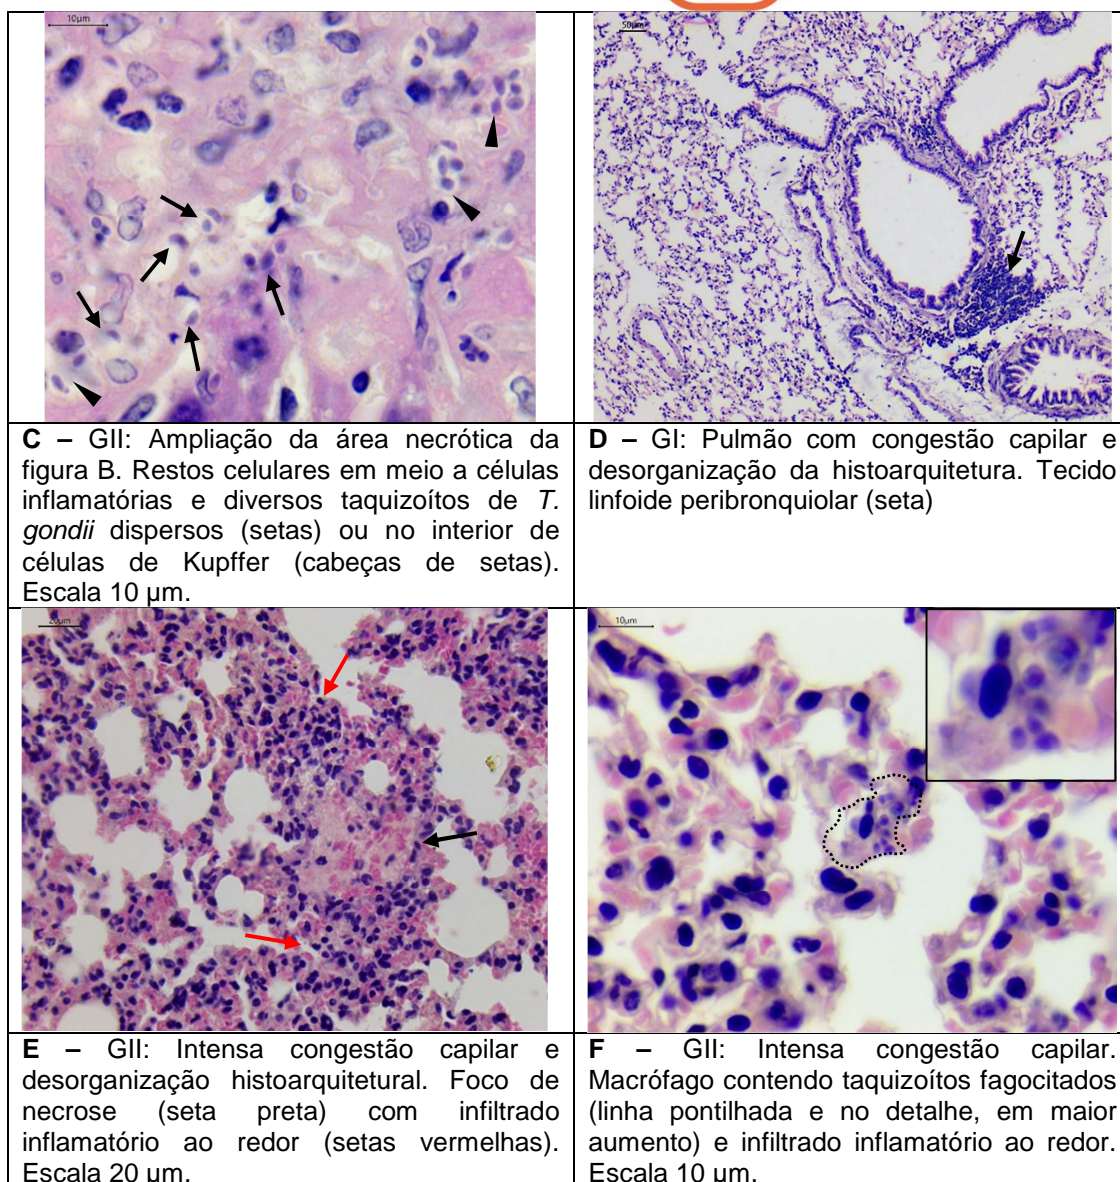 10µm
50µm
C – GII: Ampliação da área necrótica da
figura B. Restos celulares em meio a células
inflamatórias e diversos taquizoítos de T.
gondii dispersos (setas) ou no interior de
células de Kupffer (cabeças de setas).
Escala 10 µm.
D – GI: Pulmão com congestão capilar e
desorganização da histoarquitetura. Tecido
linfoide peribronquiolar (seta)
20µm
10µm
E – GII: Intensa congestão capilar e
desorganização histoarquitetural. Foco de
necrose (seta preta) com infiltrado
inflamatório ao redor (setas vermelhas).
Escala 20 µm.
F – GII: Intensa congestão capilar.
Macrófago contendo taquizoítos fagocitados
(linha pontilhada e no detalhe, em maior
aumento) e infiltrado inflamatório ao redor.
Escala 10 µm.